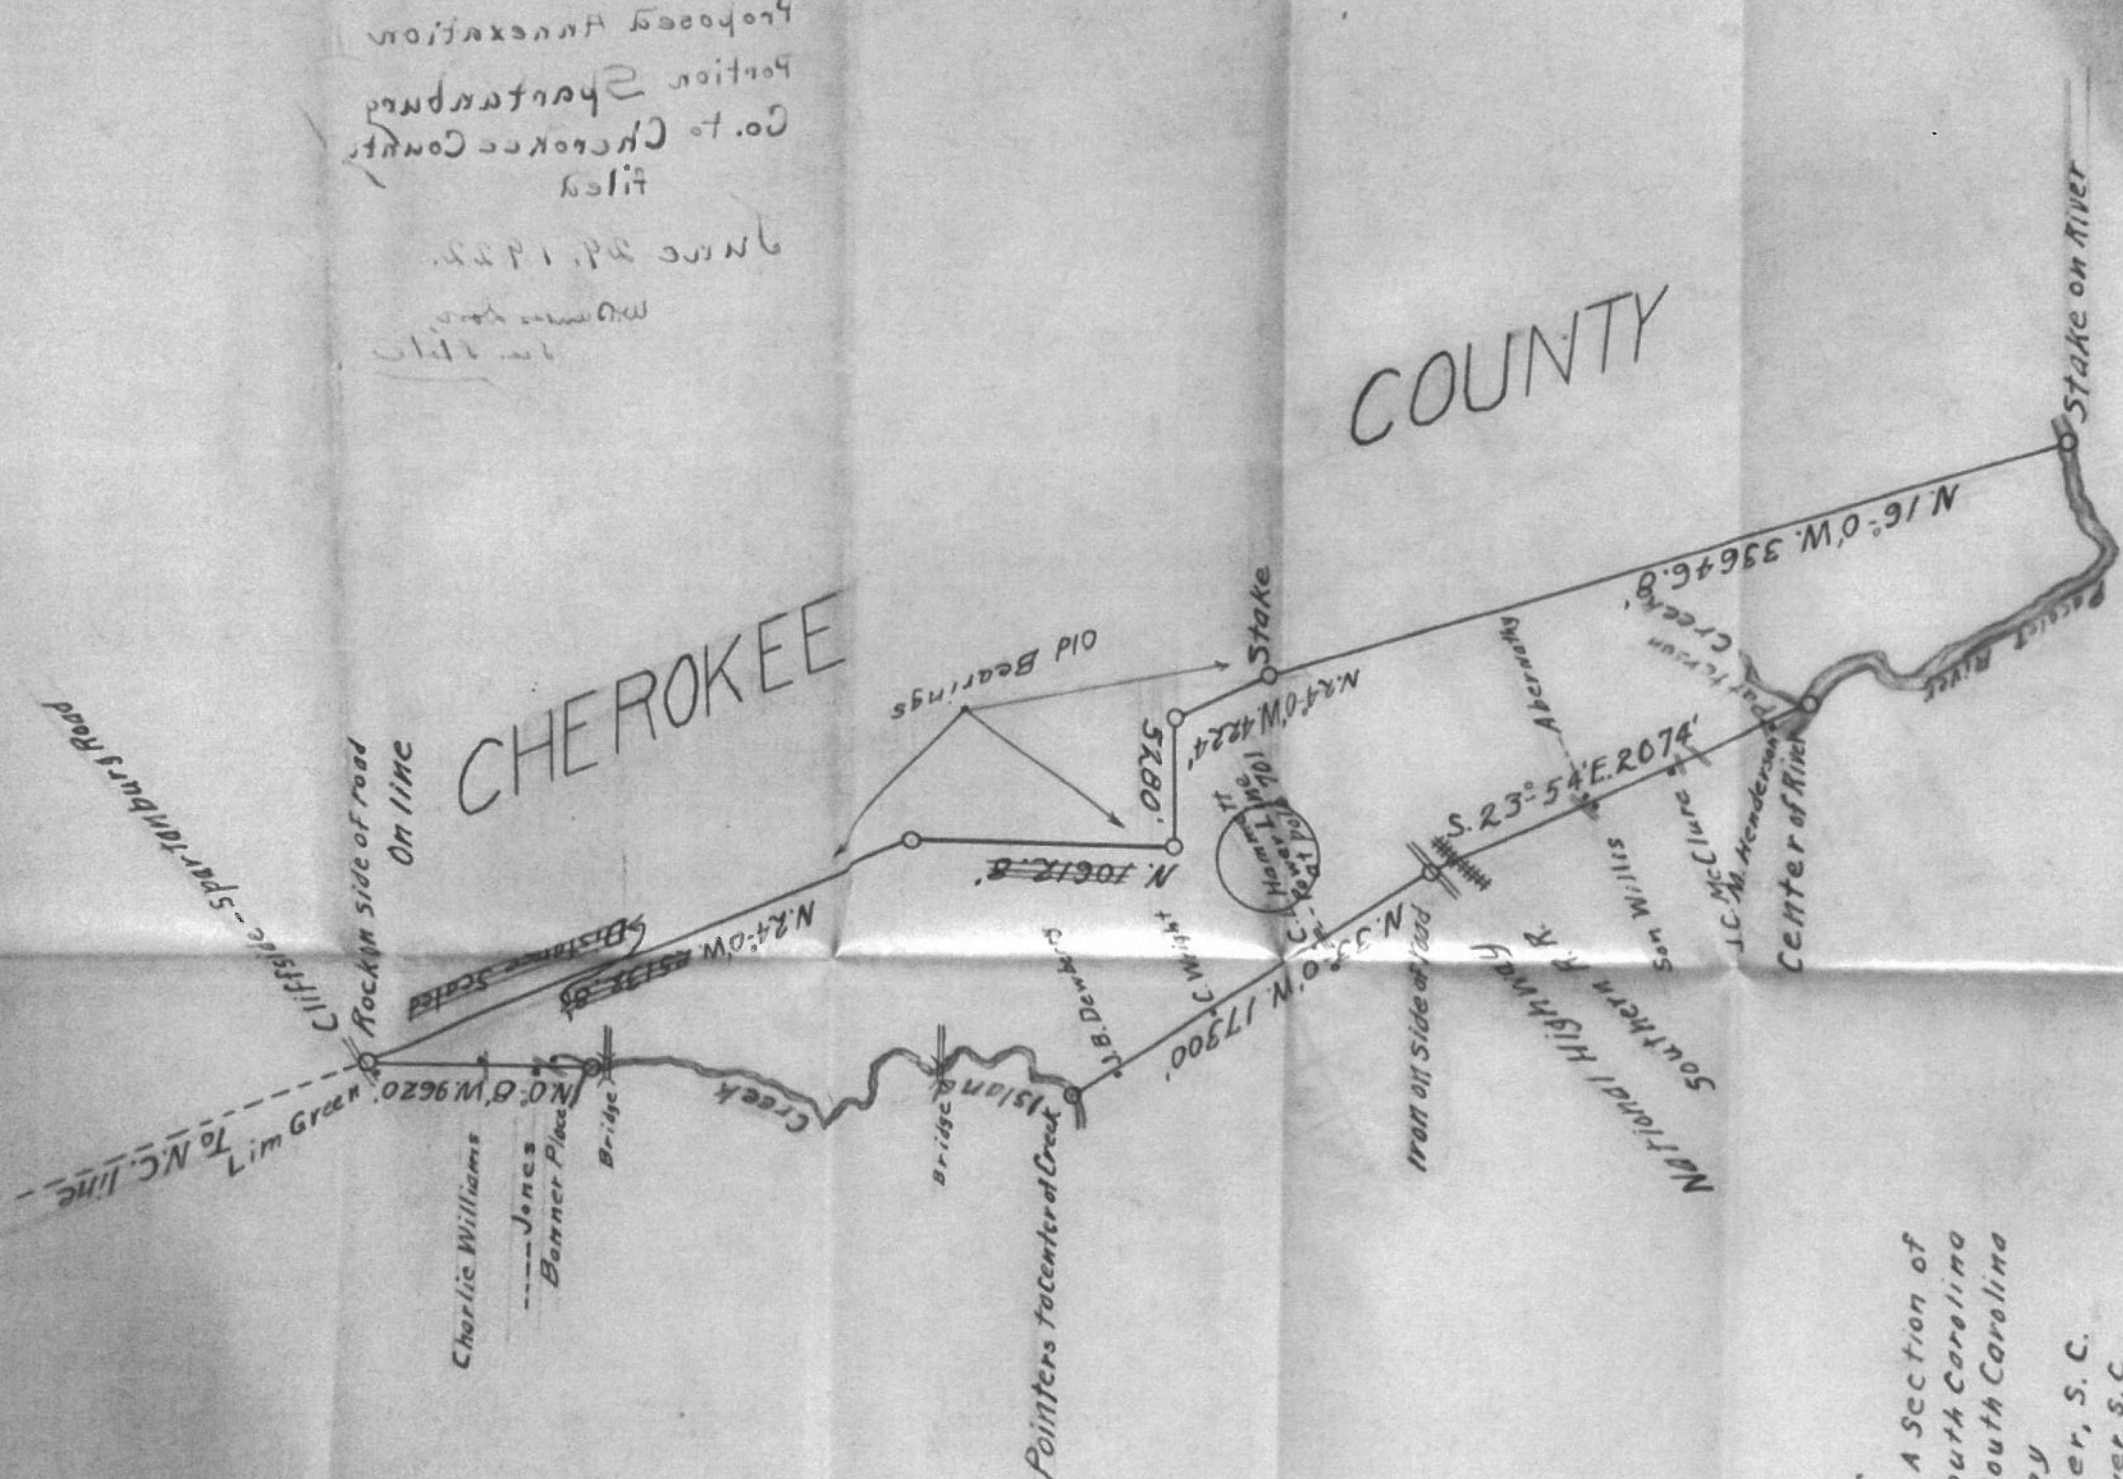 Proposed Annexation
Portion Spartanburg
Co. to Cherokee County
filed
June 29, 1922.
COUNTY
CHEROKEE
Stake on River
N. 16°-0'W. 33646.8'
Stake
Old Bearings
N.24°-0'W. 4224'
5280'
N. 10612.8'
N.24°-0'W.
Distance Scaled
Cliffside-Spartanburg Road
Rock on side of road
On line
To N.C. line
Lim Green
N.0°-8'W. 9620'
Charlie Williams
-----Jones
Bonner Place
Bridge
Creek
Bridge
Island
Pointers to center of Creek
J.B. Dawkins
C. Wright
N. 33°-0'W. 17300.'
Iron on side of road
National Highway
Southern R.R.
S. 23°-54'E. 2074'
Abernathy
Son Willis
J.C. McClure
M. Henderson
Center of River
Patterson Creek
Pacolet River
A Section of
uth Carolina
outh Carolina
y
er, S. C.
er, S.C.